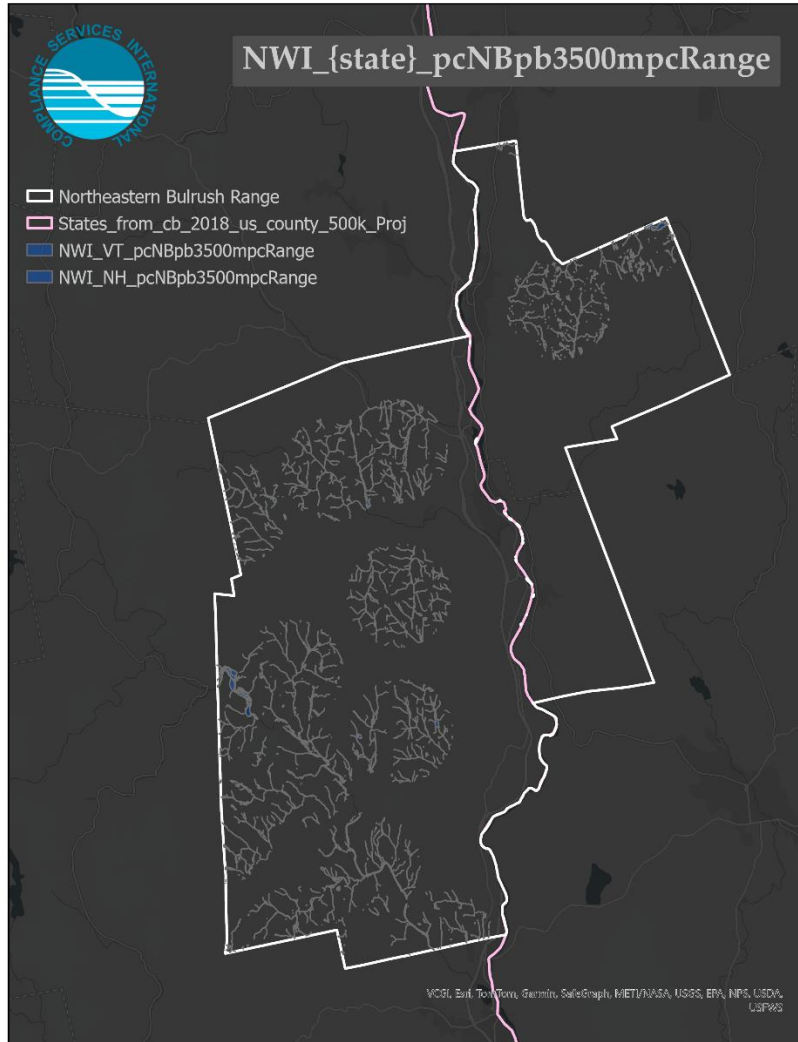 COMPLIANCE SERVICES INTERNATIONAL
NWI_{state}_pcNBpb3500mpcRange
Northeastern Bulrush Range
States_from_cb_2018_us_county_500k_Proj
NWI_VT_pcNBpb3500mpcRange
NWI_NH_pcNBpb3500mpcRange
VCGI, Esri, TomTom, Garmin, SafeGraph, METI/NASA, USGS, EPA, NPS, USDA,
USFWS